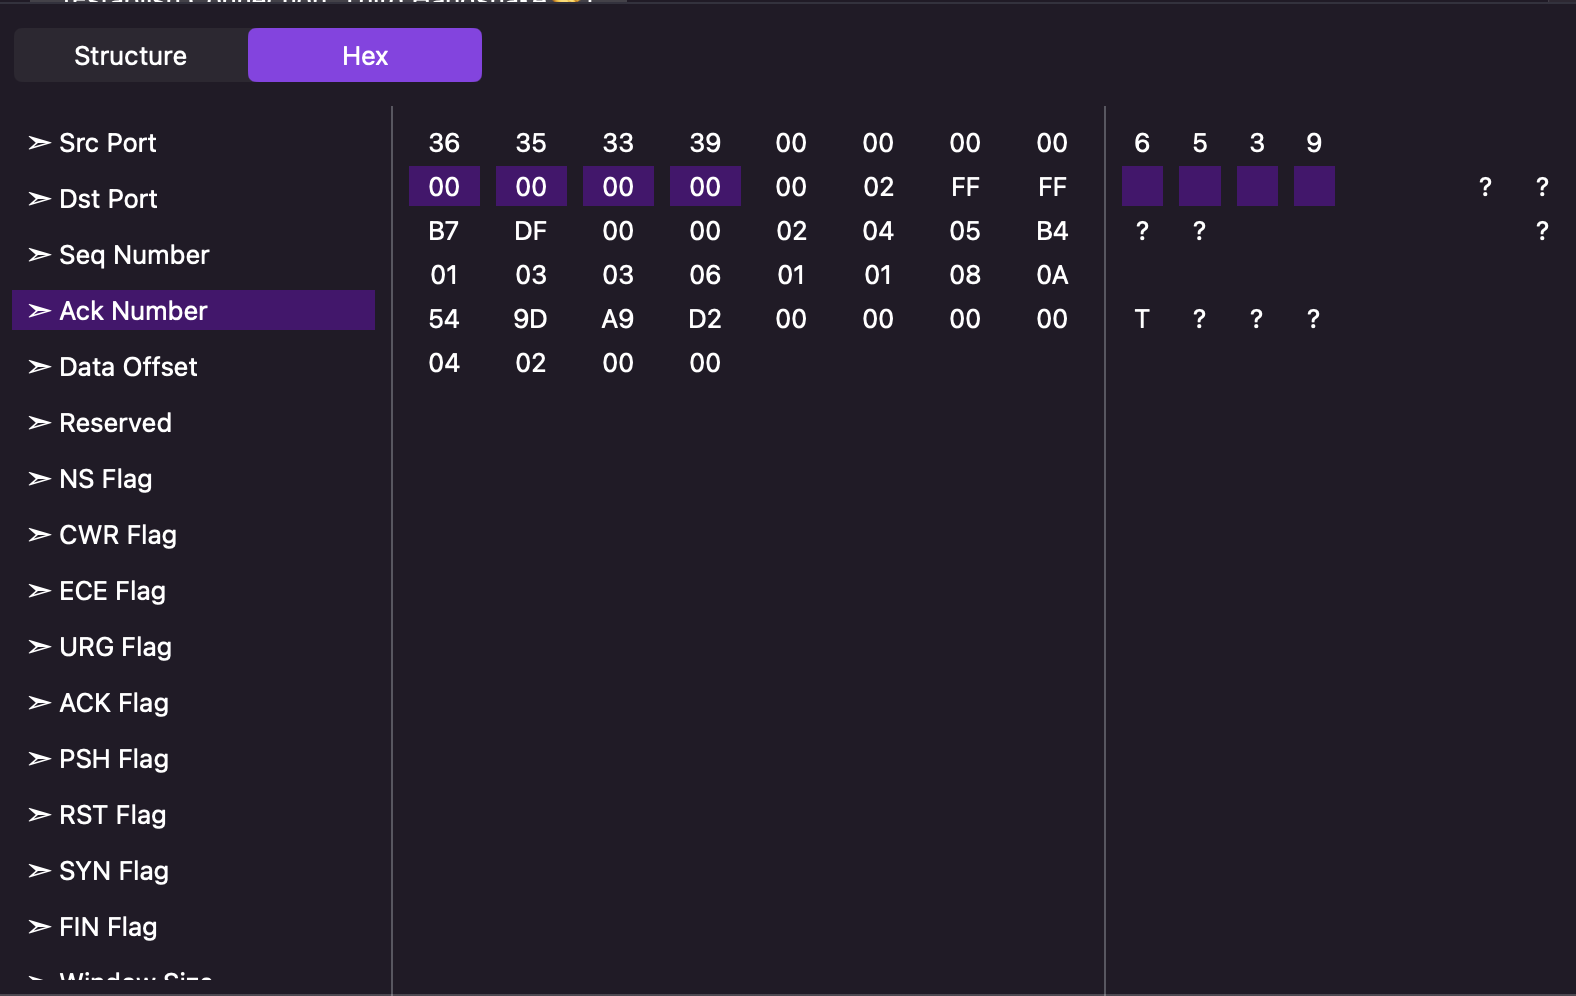 Structure Hex
➣ Src Port
➣ Dst Port
➣ Seq Number
➣ Ack Number
➣ Data Offset
➣ Reserved
➣ NS Flag
➣ CWR Flag
➣ ECE Flag
➣ URG Flag
➣ ACK Flag
➣ PSH Flag
➣ RST Flag
➣ SYN Flag
➣ FIN Flag
➣ Window Size
36 35 33 39 00 00 00 00
00 00 00 00 00 02 FF FF
B7 DF 00 00 02 04 05 B4
01 03 03 06 01 01 08 0A
54 9D A9 D2 00 00 00 00
04 02 00 00
6 5 3 9
? ?
? ? ?
T ? ? ?